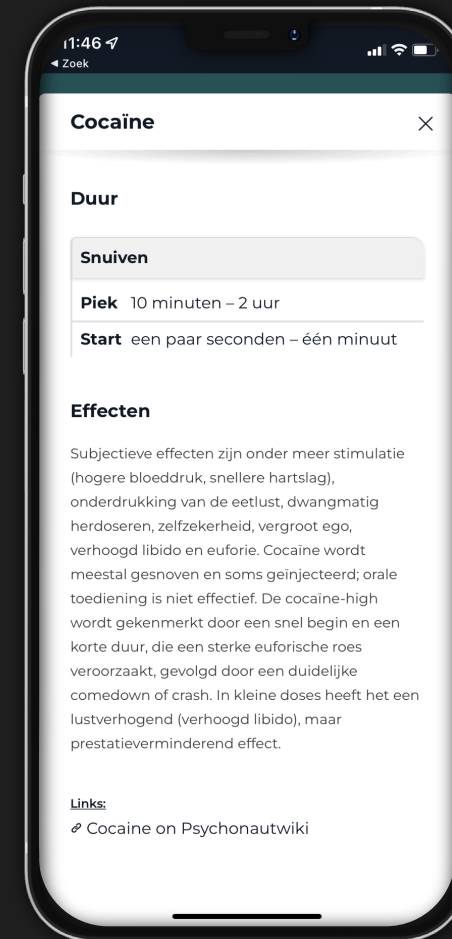 11:46
Zoek
Cocaïne
Duur
Snuiven
Piek 10 minuten – 2 uur
Start een paar seconden – één minuut
Effecten
Subjectieve effecten zijn onder meer stimulatie
(hogere bloeddruk, snellere hartslag),
onderdrukking van de eetlust, dwangmatig
herdoseren, zelfzekerheid, vergroot ego,
verhoogd libido en euforie. Cocaïne wordt
meestal gesnoven en soms geïnjecteerd; orale
toediening is niet effectief. De cocaïne-high
wordt gekenmerkt door een snel begin en een
korte duur, die een sterke euforische roes
veroorzaakt, gevolgd door een duidelijke
comedown of crash. In kleine doses heeft het een
lustverhogend (verhoogd libido), maar
prestatieverminderend effect.
Links:
Cocaine on Psychonautwiki